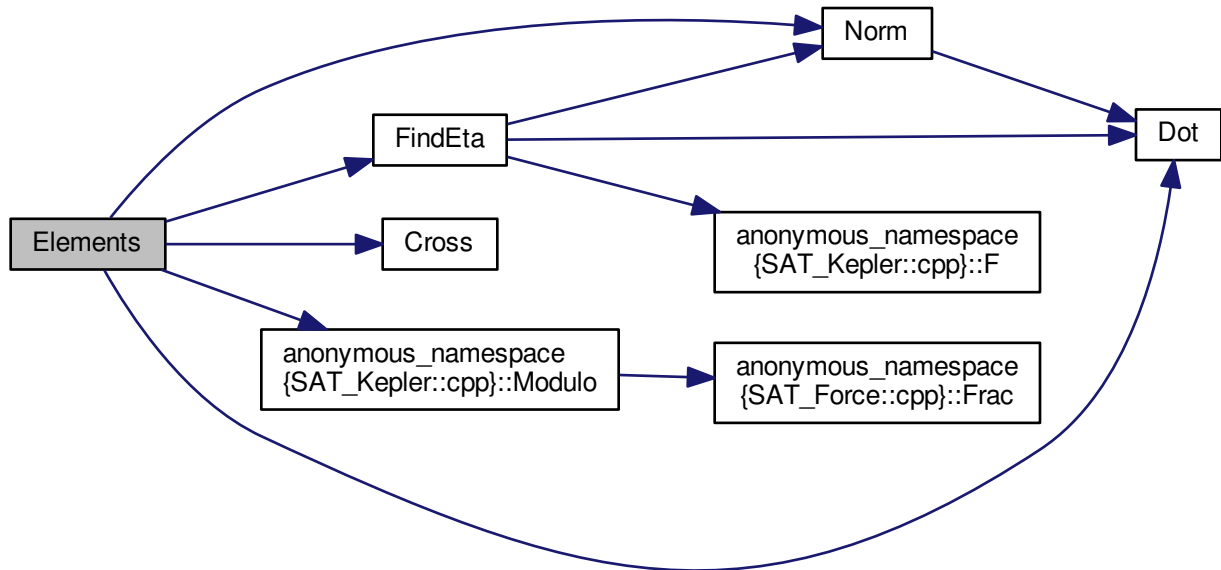 Norm
Dot
FindEta
Elements
Cross
anonymous_namespace
{SAT_Kepler::cpp}::F
anonymous_namespace
{SAT_Kepler::cpp}::Modulo
anonymous_namespace
{SAT_Force::cpp}::Frac